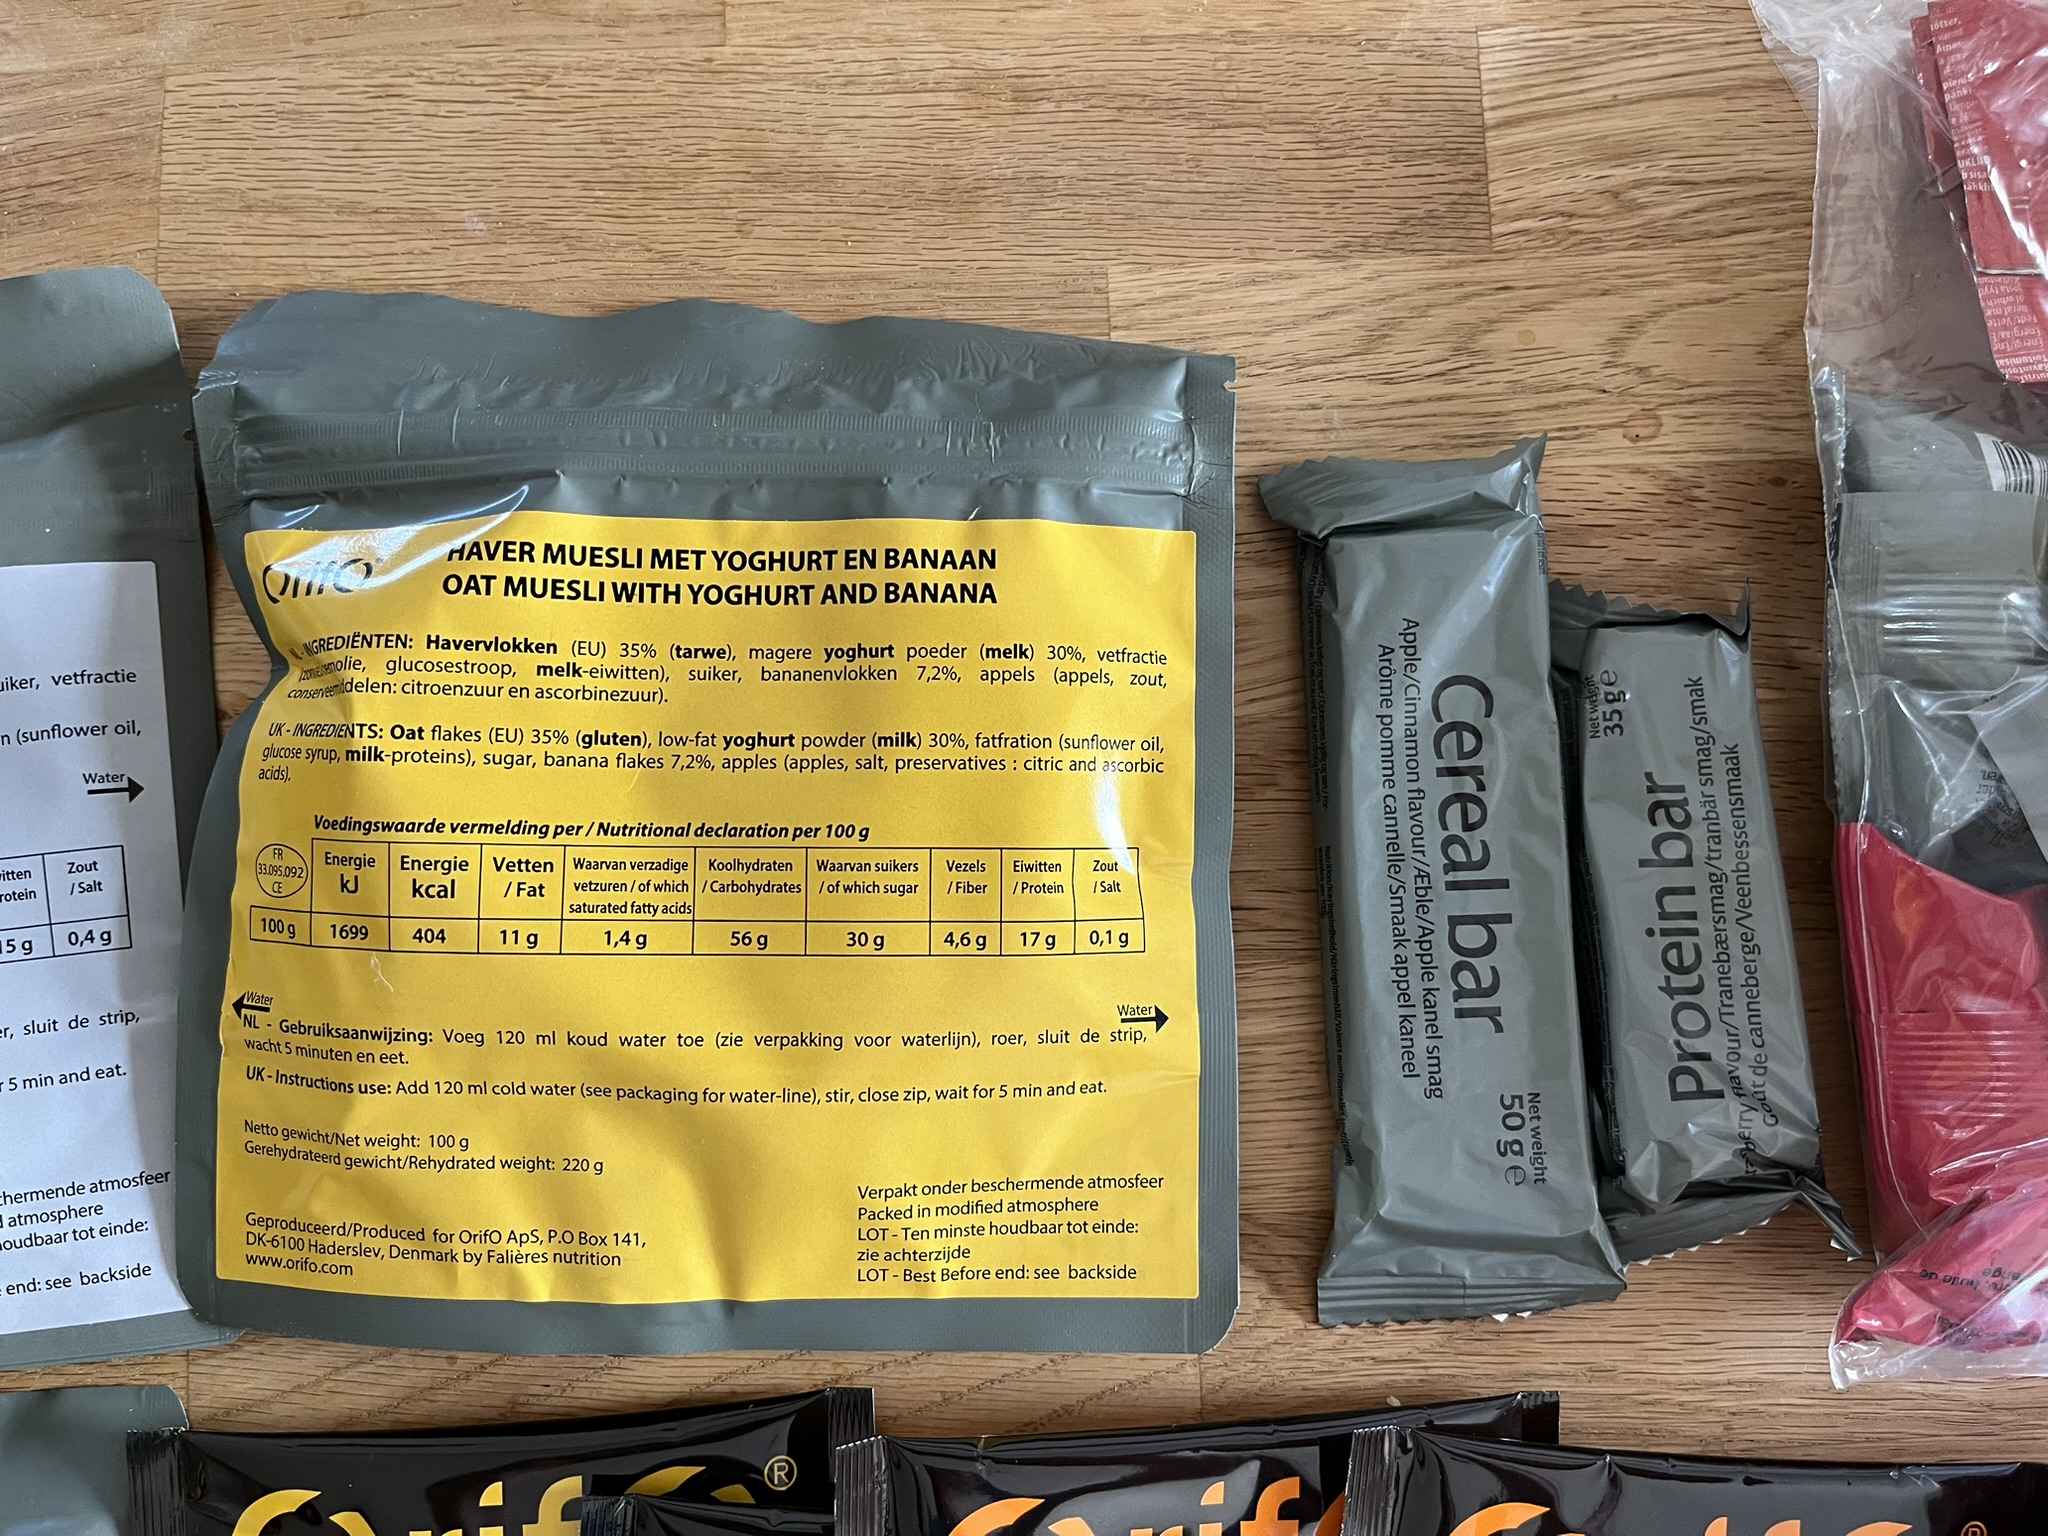 uiker, vetfractie
n (sunflower oil,
Water
Zout
/ Salt
15 g
0,4 g
er, sluit de strip,
r 5 min and eat.
chermende atmosfeer
d atmosphere
houdbaar tot einde:
end: see backside
OrifO
HAVER MUESLI MET YOGHURT EN BANAAN
OAT MUESLI WITH YOGHURT AND BANANA
NL - INGREDIËNTEN: Havervlokken (EU) 35% (tarwe), magere yoghurt poeder (melk) 30%, vetfractie
glucosestroop, melk-eiwitten), suiker, bananenvlokken 7,2%, appels (appels, zout,
conserveermiddelen: citroenzuur en ascorbinezuur).
UK - INGREDIENTS: Oat flakes (EU) 35% (gluten), low-fat yoghurt powder (milk) 30%, fatfration (sunflower oil,
glucose syrup, milk-proteins), sugar, banana flakes 7,2%, apples (apples, salt, preservatives : citric and ascorbic
acids).
Voedingswaarde vermelding per / Nutritional declaration per 100 g
FR
33.095.092
CE
Energie
kJ
Energie
kcal
Vetten
/ Fat
Waarvan verzadige
vetzuren / of which
saturated fatty acids
Koolhydraten
/ Carbohydrates
Waarvan suikers
/ of which sugar
Vezels
/ Fiber
Eiwitten
/ Protein
Zout
/ Salt
100 g 1699 404 11 g 1,4 g 56 g 30 g 4,6 g 17 g 0,1 g
Water
Water
NL - Gebruiksaanwijzing: Voeg 120 ml koud water toe (zie verpakking voor waterlijn), roer, sluit de strip,
wacht 5 minuten en eet.
UK - Instructions use: Add 120 ml cold water (see packaging for water-line), stir, close zip, wait for 5 min and eat.
Netto gewicht/Net weight: 100 g
Gerehydrateerd gewicht/Rehydrated weight: 220 g
Geproduceerd/Produced for OrifO ApS, P.O Box 141,
DK-6100 Haderslev, Denmark by Falières nutrition
www.orifo.com
Verpakt onder beschermende atmosfeer
Packed in modified atmosphere
LOT - Ten minste houdbaar tot einde:
zie achterzijde
LOT - Best Before end: see backside
Cereal bar
Apple/Cinnamon flavour/Æble/Apple kanel smag
Arôme pomme cannelle/Smaak appel kaneel
Net weight
50 g e
Net weight
35 g e
Protein bar
flavour/Tranebærsmag/tranbär smag/smak
Goût de canneberge/Veenbessensmaak
OrifO®
Orif
®